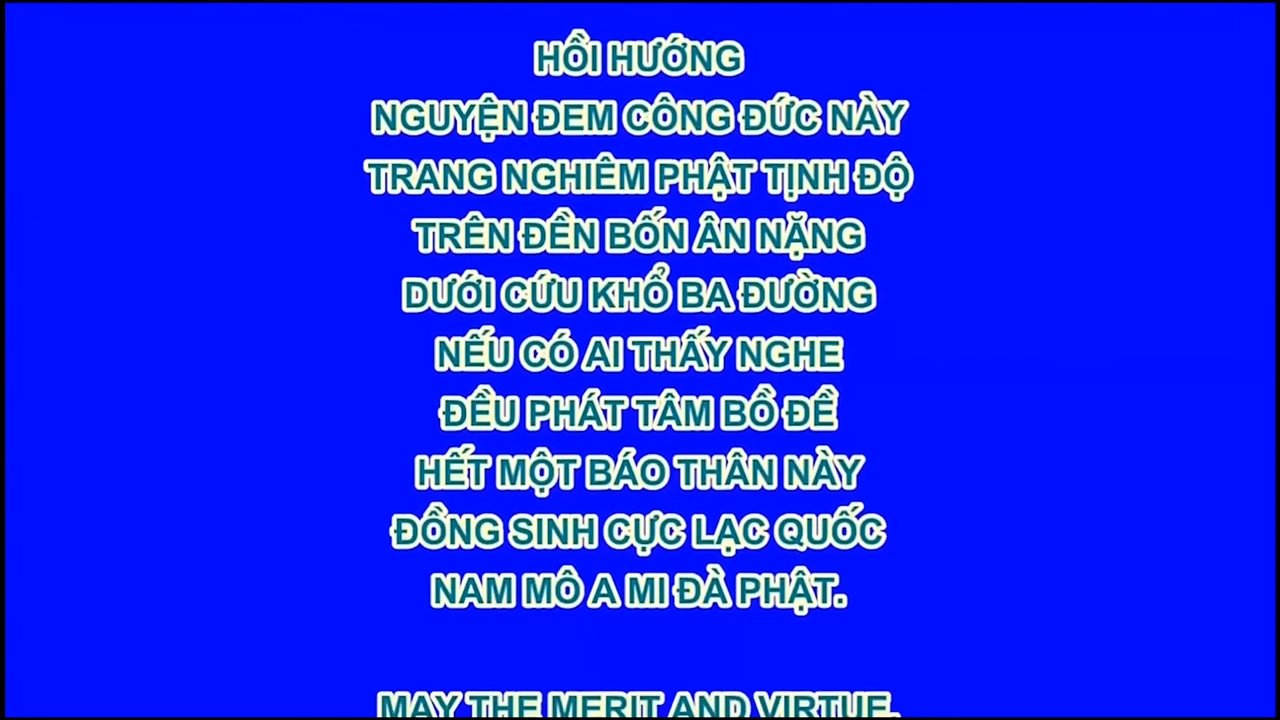 HỒI HƯỚNG
NGUYỆN ĐEM CÔNG ĐỨC NÀY
TRANG NGHIÊM PHẬT TỊNH ĐỘ
TRÊN ĐỀN BỐN ÂN NẶNG
DƯỚI CỨU KHỔ BA ĐƯỜNG
NẾU CÓ AI THẤY NGHE
ĐỀU PHÁT TÂM BỒ ĐỀ
HẾT MỘT BÁO THÂN NÀY
ĐỒNG SINH CỰC LẠC QUỐC
NAM MÔ A MI ĐÀ PHẬT.
MAY THE MERIT AND VIRTUE,